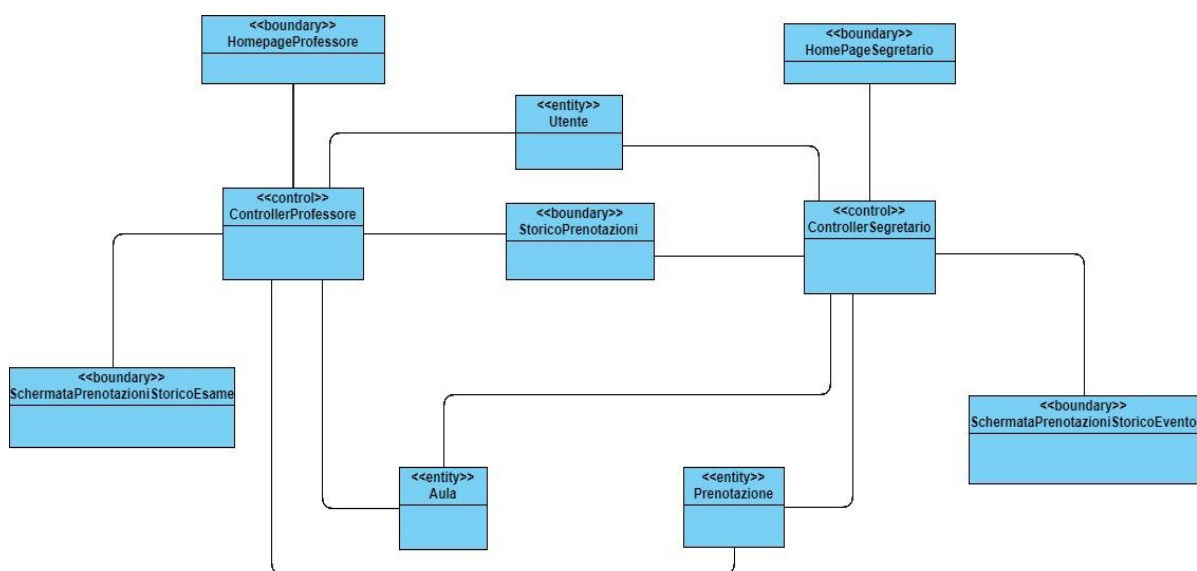 <<boundary>>
HomepageProfessore
<<boundary>>
HomePageSegretario
<<entity>>
Utente
<<control>>
ControllerProfessore
<<boundary>>
StoricoPrenotazioni
<<control>>
ControllerSegretario
<<boundary>>
SchermataPrenotazioniStoricoEsame
<<boundary>>
SchermataPrenotazioniStoricoEvento
<<entity>>
Aula
<<entity>>
Prenotazione